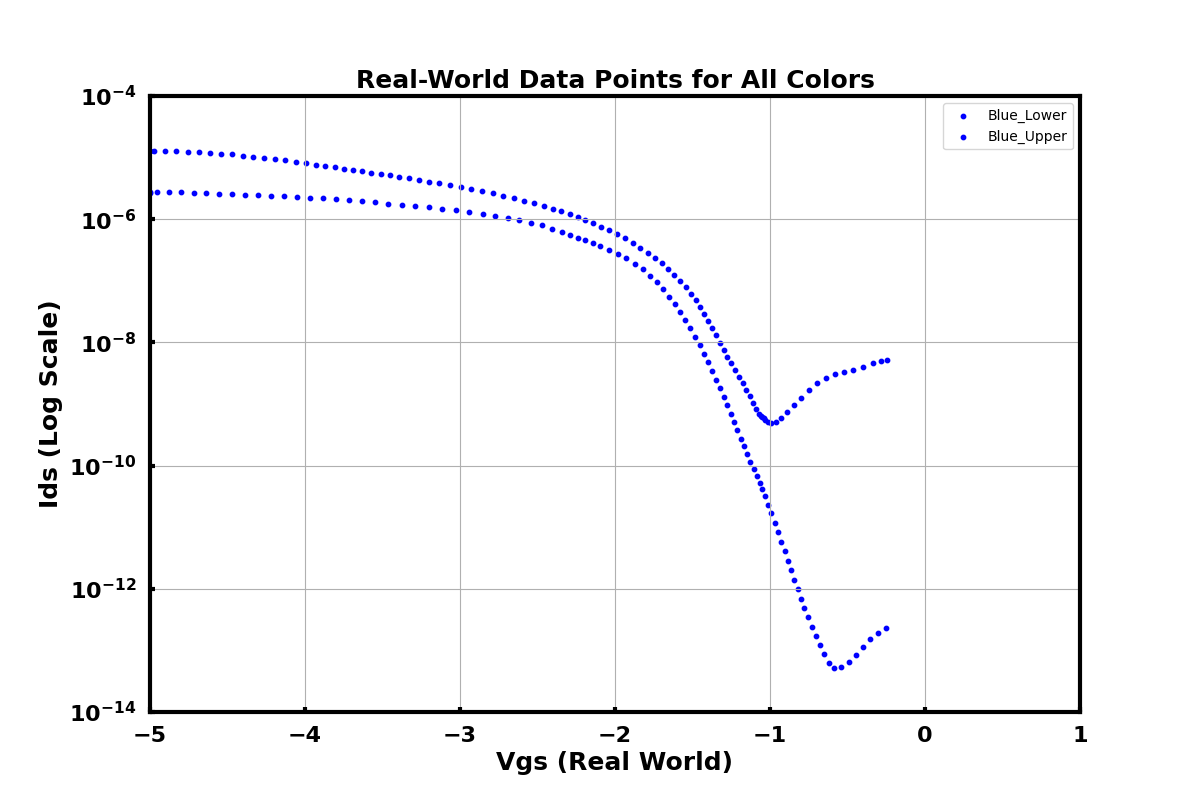 Real-World Data Points for All Colors
Blue_Lower
Blue_Upper
Ids (Log Scale)
10⁻⁴
10⁻⁶
10⁻⁸
10⁻¹⁰
10⁻¹²
10⁻¹⁴
−5 −4 −3 −2 −1 0 1
Vgs (Real World)